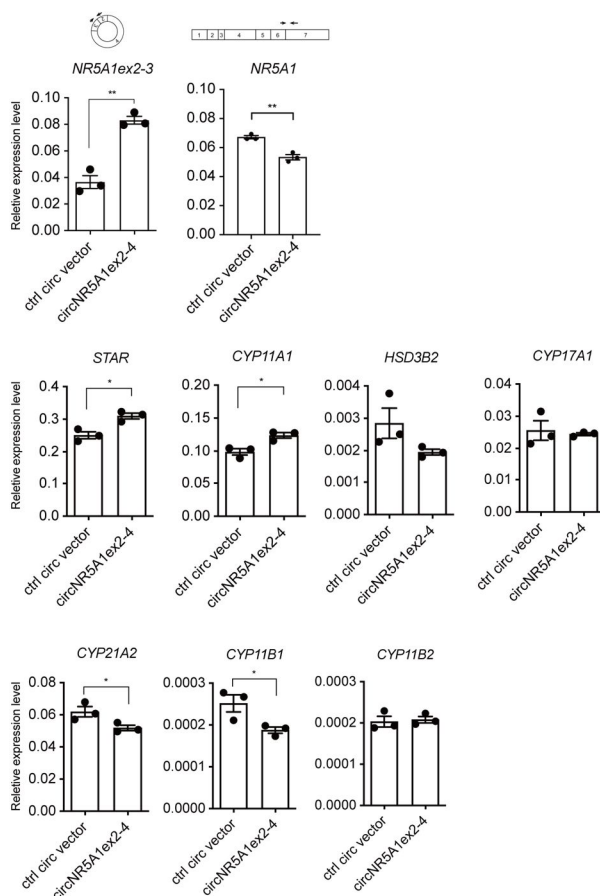 1 2 3 4 5 6 7
NR5A1ex2-3
Reletive expression level
0.10
0.08
0.06
0.04
0.02
0.00
**
ctrl circ vector
circNR5A1ex2-4
NR5A1
0.10
0.08
0.06
0.04
0.02
0.00
**
ctrl circ vector
circNR5A1ex2-4
STAR
Reletive expression level
0.4
0.3
0.2
0.1
0.0
*
ctrl circ vector
circNR5A1ex2-4
CYP11A1
0.20
0.15
0.10
0.05
0.00
*
ctrl circ vector
circNR5A1ex2-4
HSD3B2
0.004
0.003
0.002
0.001
0.000
ctrl circ vector
circNR5A1ex2-4
CYP17A1
0.04
0.03
0.02
0.01
0.00
ctrl circ vector
circNR5A1ex2-4
CYP21A2
Reletive expression level
0.08
0.06
0.04
0.02
0.00
*
ctrl circ vector
circNR5A1ex2-4
CYP11B1
0.0003
0.0002
0.0001
0.0000
*
ctrl circ vector
circNR5A1ex2-4
CYP11B2
0.0003
0.0002
0.0001
0.0000
ctrl circ vector
circNR5A1ex2-4